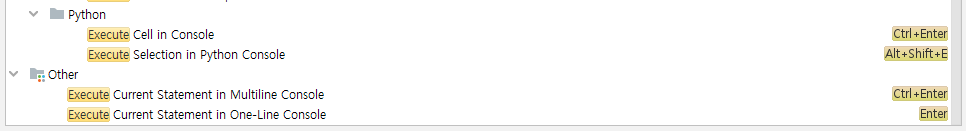 Python
Execute Cell in Console Ctrl+Enter
Execute Selection in Python Console Alt+Shift+E
Other
Execute Current Statement in Multiline Console Ctrl+Enter
Execute Current Statement in One-Line Console Enter